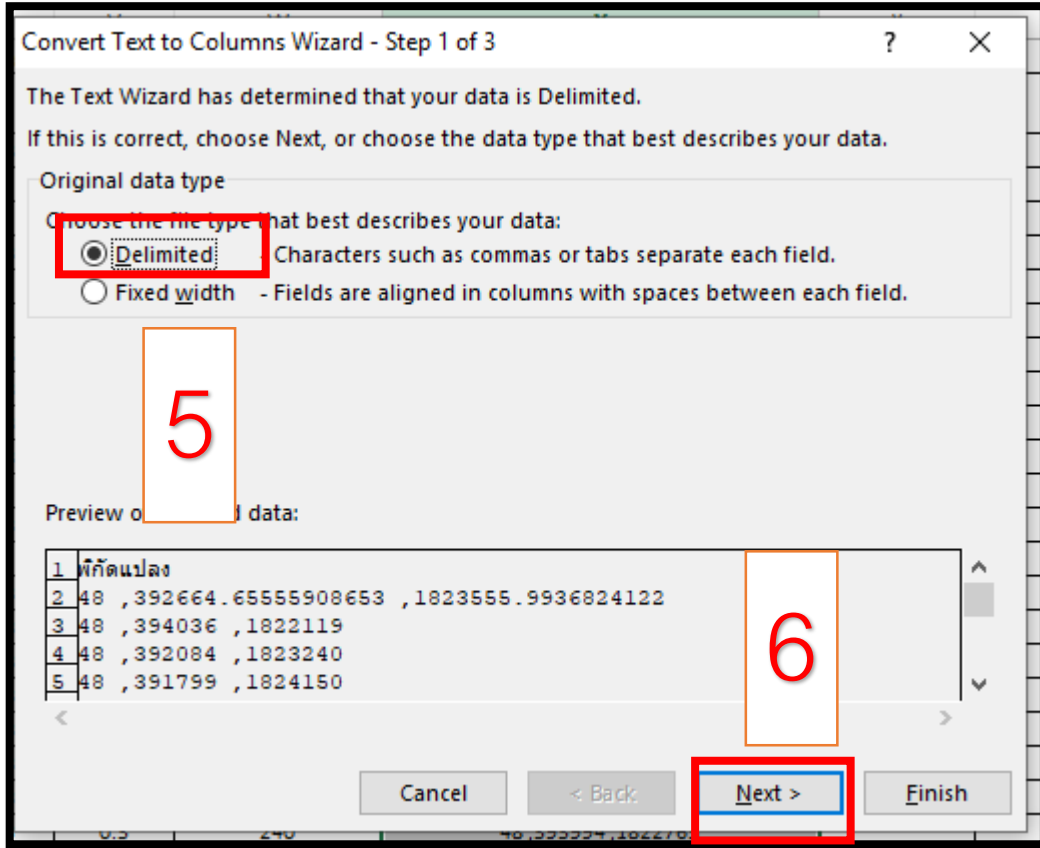 Convert Text to Columns Wizard - Step 1 of 3 ? ×
The Text Wizard has determined that your data is Delimited.
If this is correct, choose Next, or choose the data type that best describes your data.
Original data type
Choose the file type that best describes your data:
Delimited - Characters such as commas or tabs separate each field.
Fixed width - Fields are aligned in columns with spaces between each field.
5
Preview data:
6
1 พิกัดแปลง
2 48 ,392664.65555908653 ,1823555.9936824122
3 48 ,394036 ,1822119
4 48 ,392084 ,1823240
5 48 ,391799 ,1824150
Cancel < Back Next > Finish
240